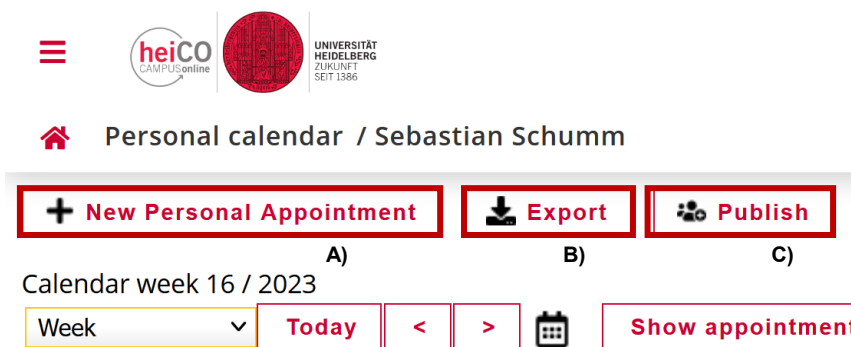 heiCO
CAMPUSonline
UNIVERSITÄT
HEIDELBERG
ZUKUNFT
SEIT 1386
Personal calendar / Sebastian Schumm
New Personal Appointment
Export
Publish
A)
B)
C)
Calendar week 16 / 2023
Week
Today
<
>
Show appointment